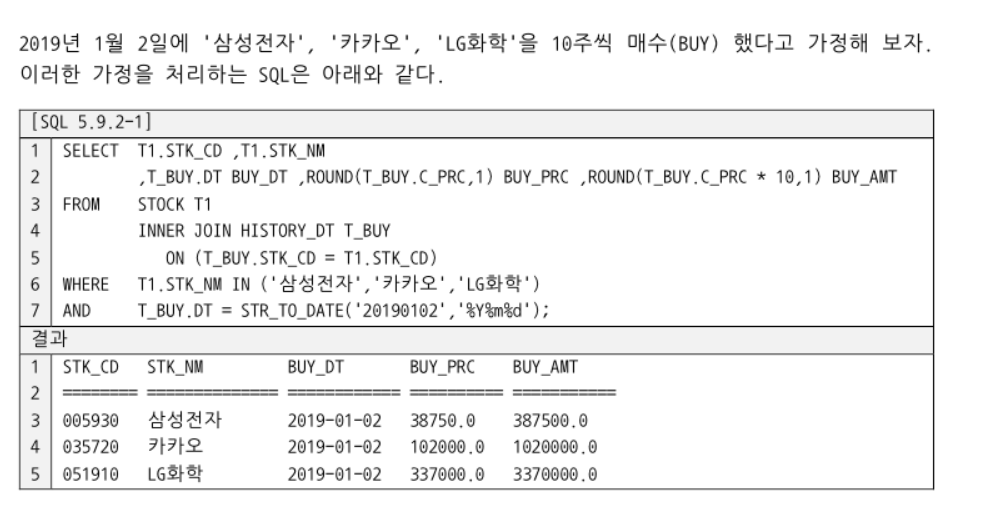 2019년 1월 2일에 '삼성전자', '카카오', 'LG화학'을 10주씩 매수(BUY) 했다고 가정해 보자.
이러한 가정을 처리하는 SQL은 아래와 같다.
[SQL 5.9.2-1]
1 SELECT T1.STK_CD ,T1.STK_NM
2 ,T_BUY.DT BUY_DT ,ROUND(T_BUY.C_PRC,1) BUY_PRC ,ROUND(T_BUY.C_PRC * 10,1) BUY_AMT
3 FROM STOCK T1
4 INNER JOIN HISTORY_DT T_BUY
5 ON (T_BUY.STK_CD = T1.STK_CD)
6 WHERE T1.STK_NM IN ('삼성전자','카카오','LG화학')
7 AND T_BUY.DT = STR_TO_DATE('20190102','%Y%m%d');
결과
1 STK_CD STK_NM BUY_DT BUY_PRC BUY_AMT
2 ======== ============== ============ ========== ===========
3 005930 삼성전자 2019-01-02 38750.0 387500.0
4 035720 카카오 2019-01-02 102000.0 1020000.0
5 051910 LG화학 2019-01-02 337000.0 3370000.0